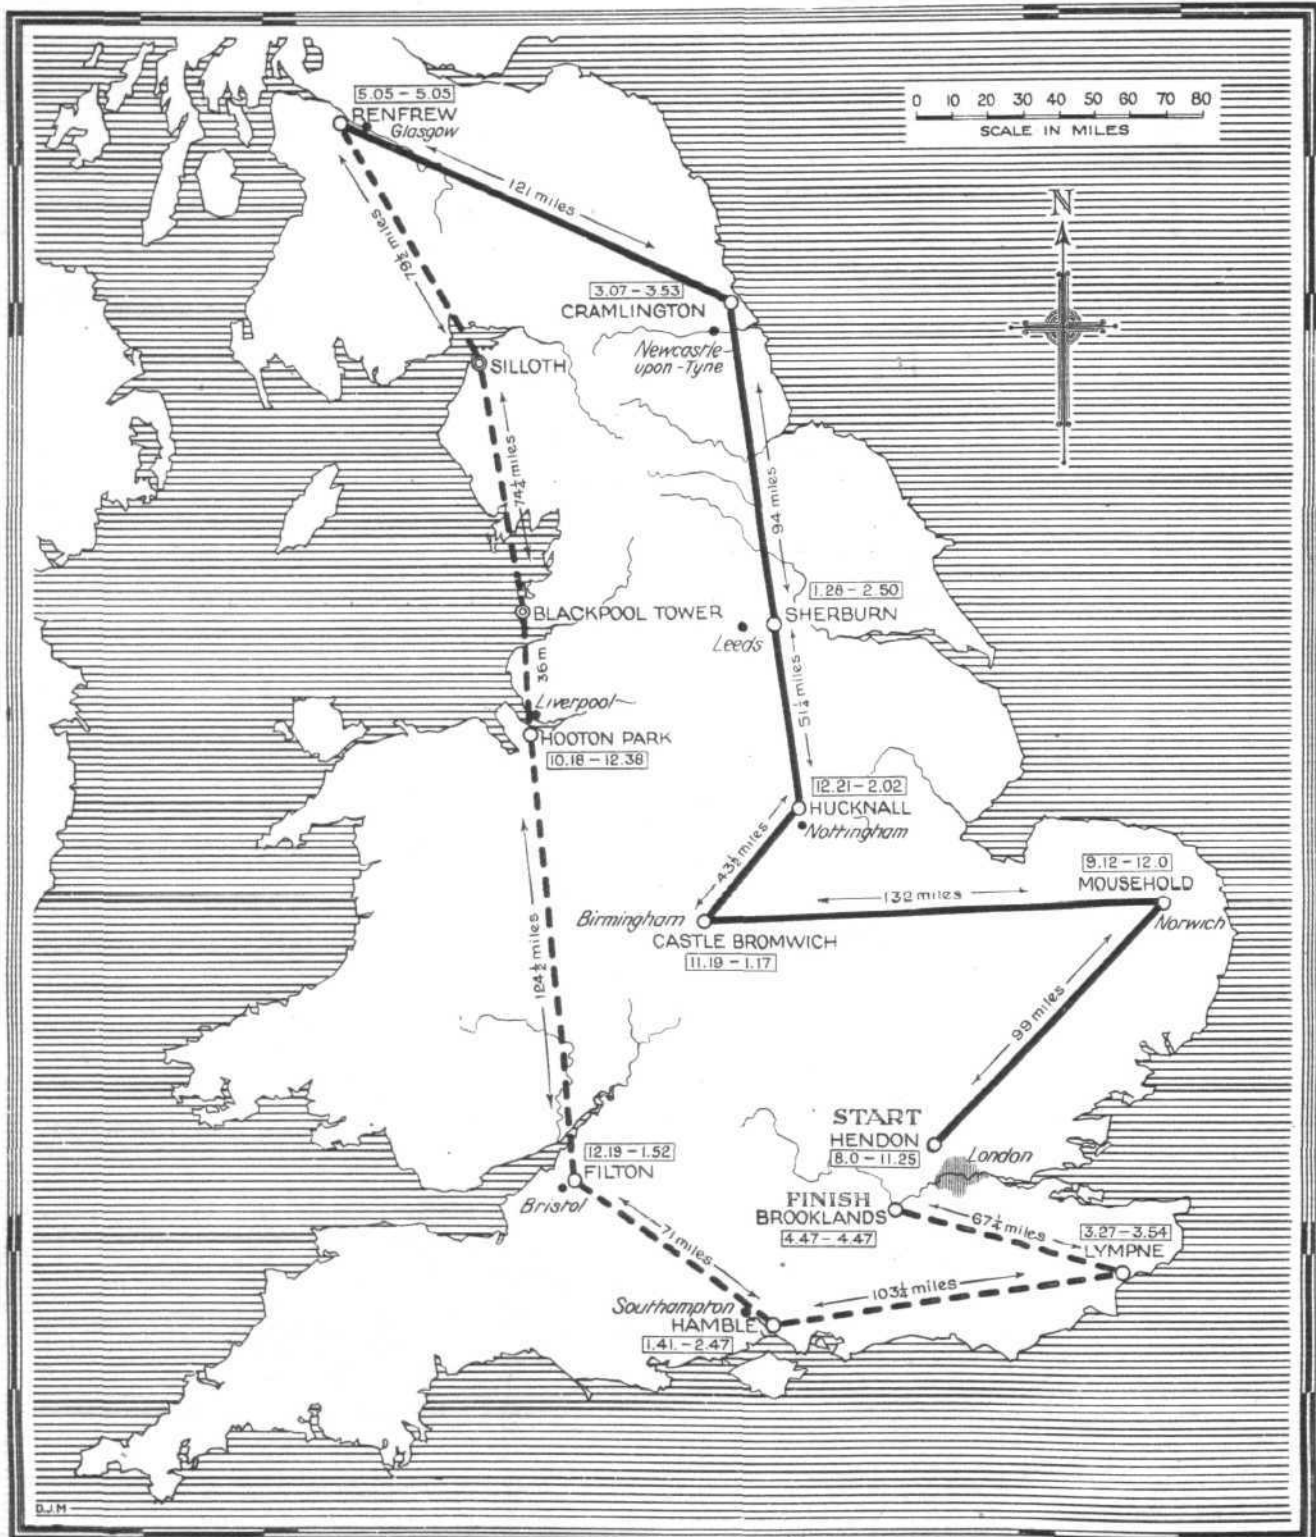 5.05 – 5.05
RENFREW
Glasgow
0 10 20 30 40 50 60 70 80
SCALE IN MILES
N
121 miles
79½ miles
3.07 – 3.53
CRAMLINGTON
Newcastle-
upon-Tyne
SILLOTH
74¼ miles
94 miles
BLACKPOOL TOWER
1.28 – 2.50
SHERBURN
Leeds
36m
51¼ miles
Liverpool
HOOTON PARK
10.18 – 12.38
12.21 – 2.02
HUCKNALL
Nottingham
43½ miles
9.12 – 12.0
MOUSEHOLD
Norwich
132 miles
Birmingham
CASTLE BROMWICH
11.19 – 1.17
124½ miles
99 miles
START
HENDON
8.0 – 11.25
London
12.19 – 1.52
FILTON
Bristol
FINISH
BROOKLANDS
4.47 – 4.47
67¼ miles
3.27 – 3.54
LYMPNE
71 miles
103¼ miles
Southampton
HAMBLE
1.41. – 2.47
D.J.M